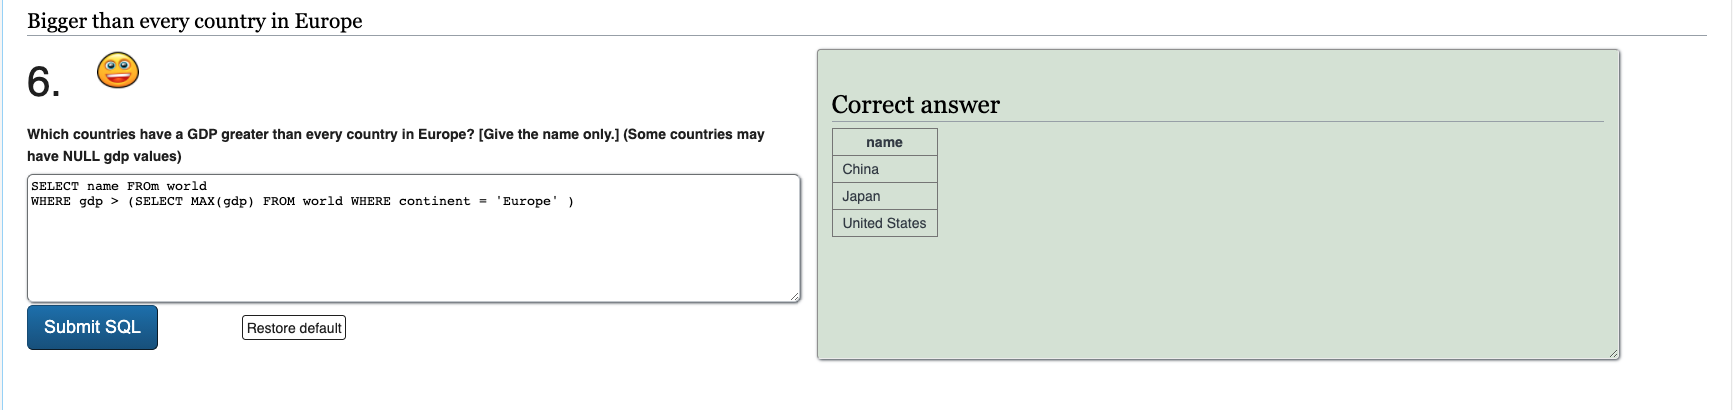 Bigger than every country in Europe
6.
Which countries have a GDP greater than every country in Europe? [Give the name only.] (Some countries may
have NULL gdp values)
SELECT name FROm world
WHERE gdp > (SELECT MAX(gdp) FROM world WHERE continent = 'Europe' )
Submit SQL
Restore default
Correct answer
name
China
Japan
United States